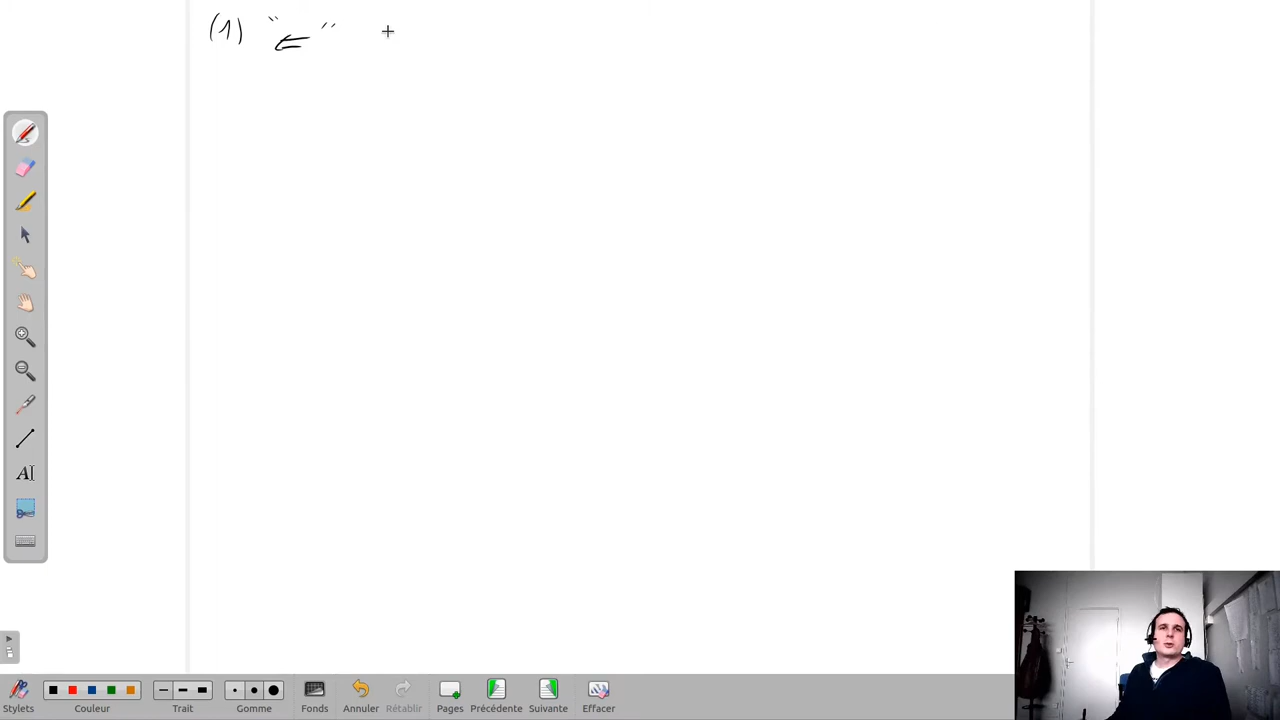 (1) “ ⇐ ”
Stylets
Couleur
Trait
Gomme
Fonds
Annuler
Rétablir
Pages
Précédente
Suivante
Effacer